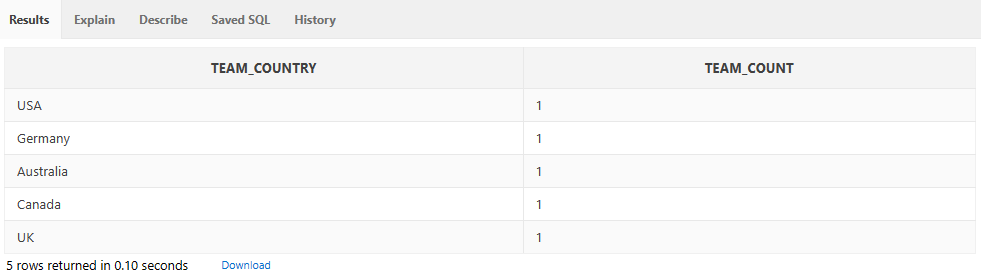 Results Explain Describe Saved SQL History
TEAM_COUNTRY TEAM_COUNT
USA 1
Germany 1
Australia 1
Canada 1
UK 1
5 rows returned in 0.10 seconds Download